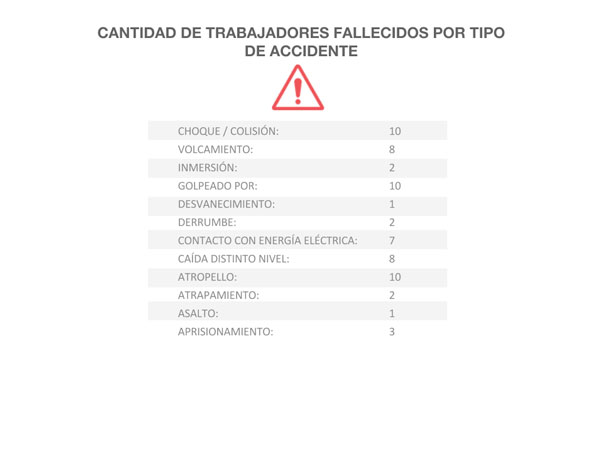 CANTIDAD DE TRABAJADORES FALLECIDOS POR TIPO
DE ACCIDENTE
CHOQUE / COLISIÓN: 10
VOLCAMIENTO: 8
INMERSIÓN: 2
GOLPEADO POR: 10
DESVANECIMIENTO: 1
DERRUMBE: 2
CONTACTO CON ENERGÍA ELÉCTRICA: 7
CAÍDA DISTINTO NIVEL: 8
ATROPELLO: 10
ATRAPAMIENTO: 2
ASALTO: 1
APRISIONAMIENTO: 3